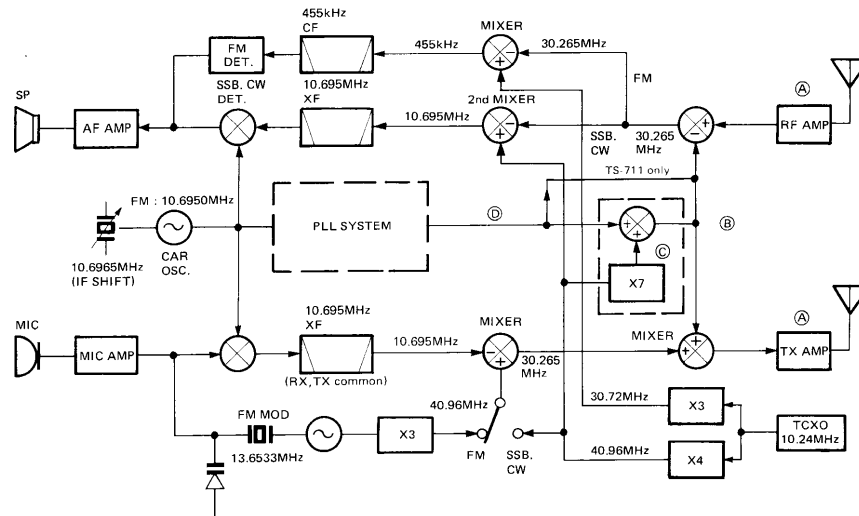 455kHz
CF
MIXER
FM
DET.
455kHz
30.265MHz
FM
SP
SSB. CW
DET.
10.695MHz
XF
2nd MIXER
Ⓐ
AF AMP
10.695MHz
SSB.
CW
30.265
MHz
RF AMP
TS-711 only
FM : 10.6950MHz
PLL SYSTEM
Ⓓ
Ⓑ
Ⓒ
10.6965MHz
(IF SHIFT)
CAR
OSC.
X7
MIC
10.695MHz
XF
MIXER
Ⓐ
MIC AMP
10.695MHz
30.265
MHz
MIXER
TX AMP
(RX, TX common)
FM MOD
40.96MHz
30.72MHz
X3
X3
TCXO
10.24MHz
13.6533MHz
FM
SSB.
CW
40.96MHz
X4